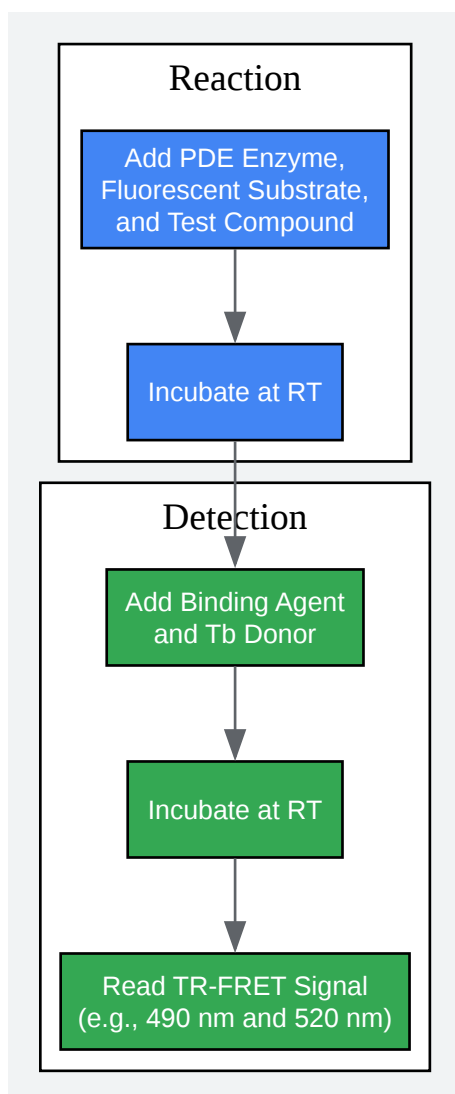 Reaction
Add PDE Enzyme,
Fluorescent Substrate,
and Test Compound
Incubate at RT
Detection
Add Binding Agent
and Tb Donor
Incubate at RT
Read TR-FRET Signal
(e.g., 490 nm and 520 nm)